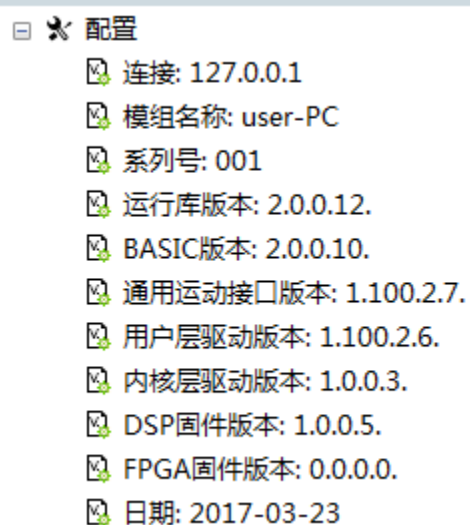 配置
连接: 127.0.0.1
模组名称: user-PC
系列号: 001
运行库版本: 2.0.0.12.
BASIC版本: 2.0.0.10.
通用运动接口版本: 1.100.2.7.
用户层驱动版本: 1.100.2.6.
内核层驱动版本: 1.0.0.3.
DSP固件版本: 1.0.0.5.
FPGA固件版本: 0.0.0.0.
日期: 2017-03-23